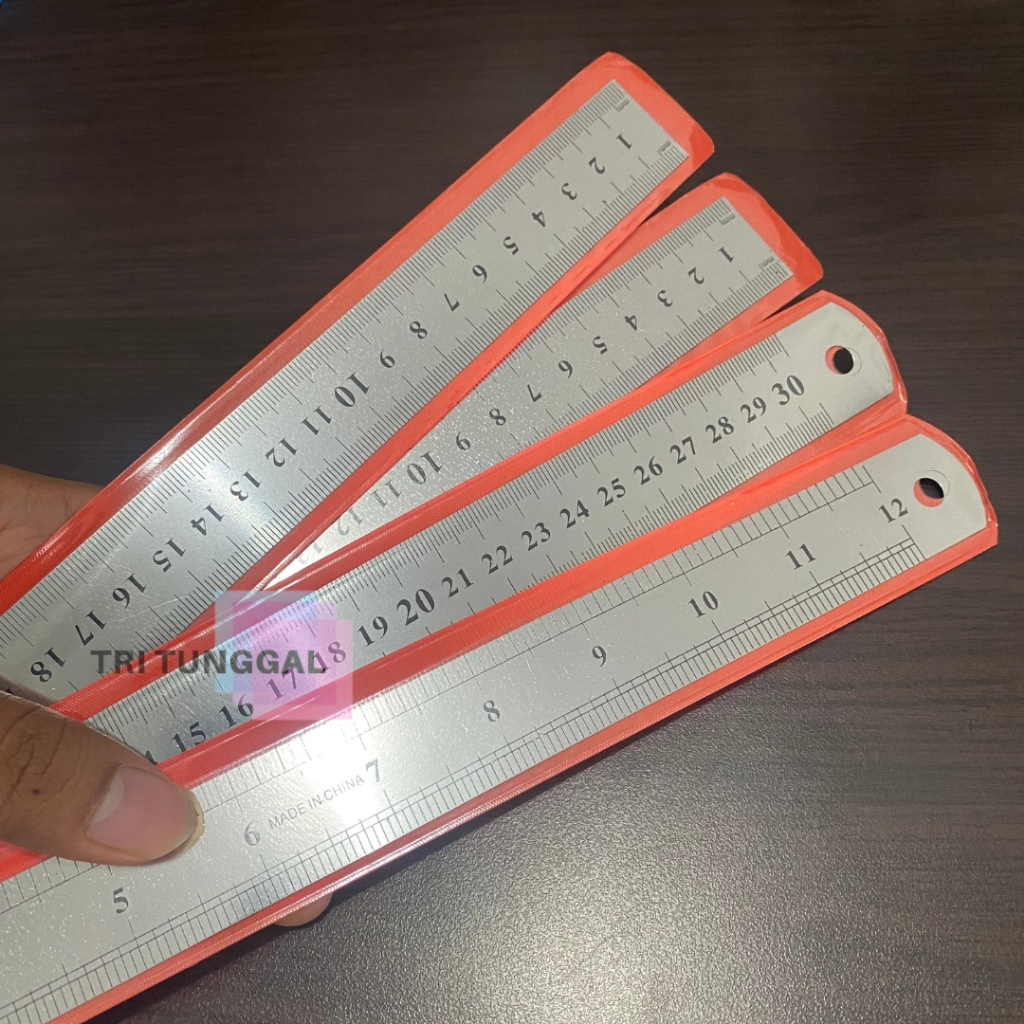 1 2 3 4 5 6 7 8 9 10 11 12 13 14 15 16 17 18
1 2 3 4 5 6 7 8 9 10 11 12
15 16 17 18 19 20 21 22 23 24 25 26 27 28 29 30
5 6 MADE IN CHINA 7 8 9 10 11 12
TRI TUNGGAL